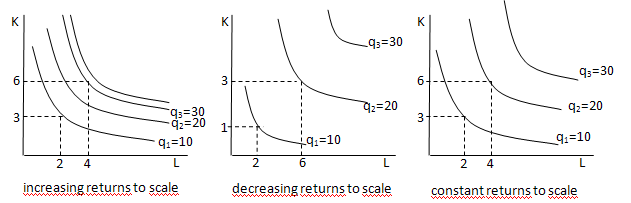 K
6
3
q₃=30
q₂=20
q₁=10
2 4 L
increasing returns to scale
K
q₃=30
3
q₂=20
1
q₁=10
2 6 L
decreasing returns to scale
K
q₃=30
6
q₂=20
3
q₁=10
2 4 L
constant returns to scale